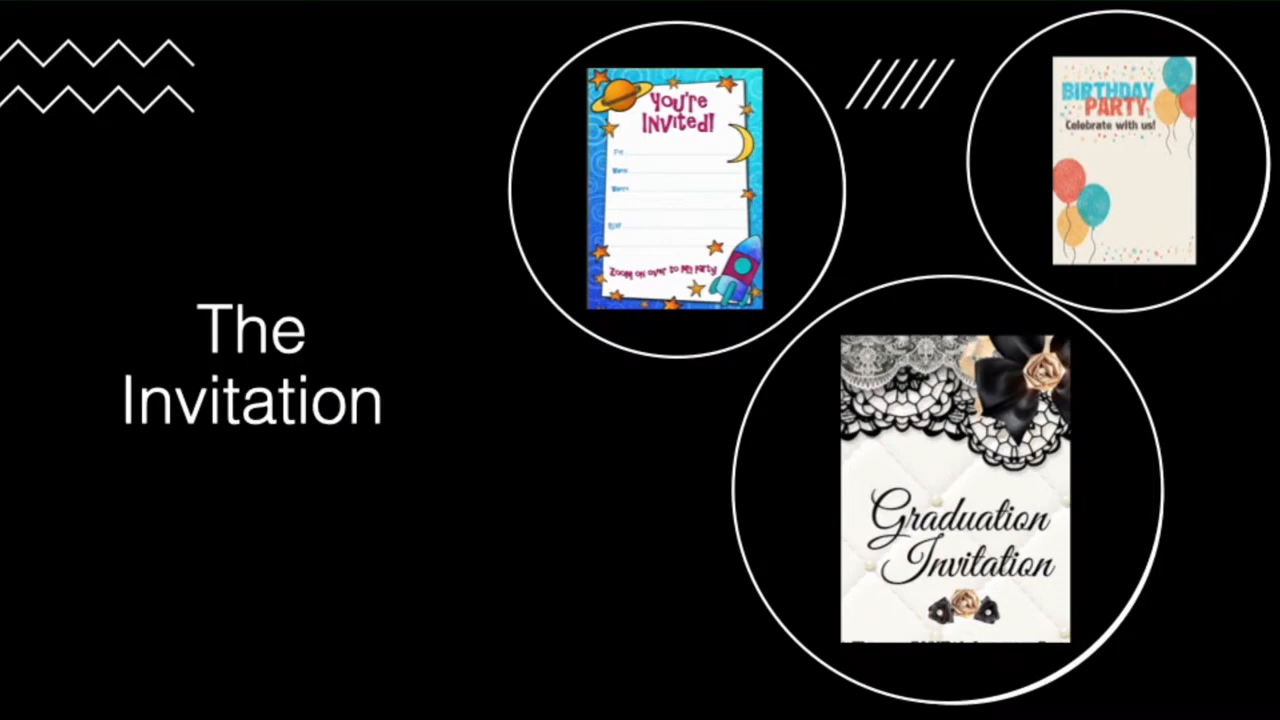 The
Invitation
You're
Invited!
Zoom on over to My Party!
BIRTHDAY
PARTY
Celebrate with us!
Graduation
Invitation